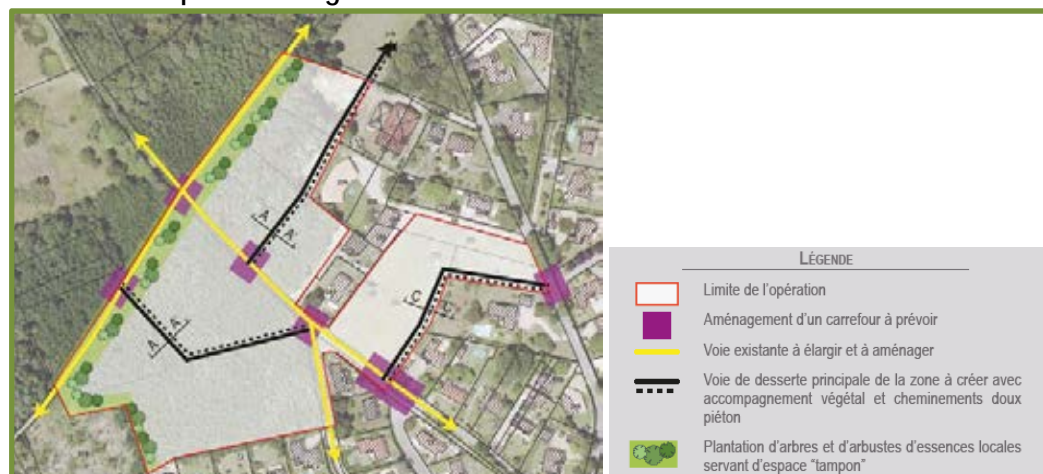 LÉGENDE
Limite de l'opération
Aménagement d'un carrefour à prévoir
Voie existante à élargir et à aménager
Voie de desserte principale de la zone à créer avec
accompagnement végétal et cheminements doux
piéton
Plantation d'arbres et d'arbustes d'essences locales
servant d'espace "tampon"
A
A'
A
A'
C